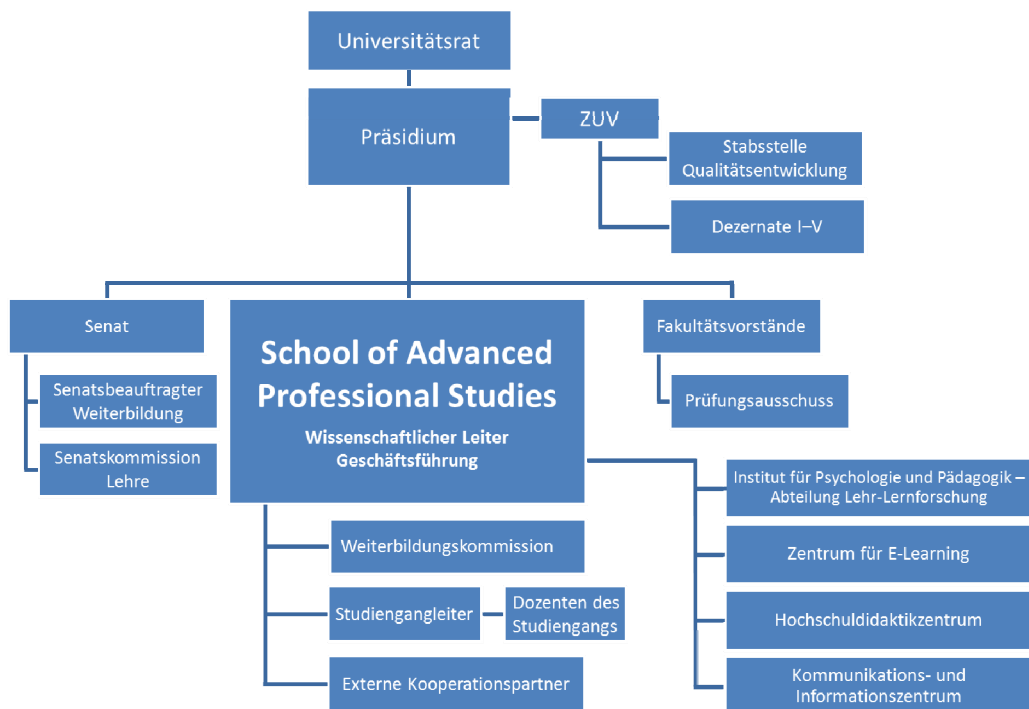 Universitätsrat
Präsidium
ZUV
Stabsstelle
Qualitätsentwicklung
Dezernate I–V
Senat
Senatsbeauftragter
Weiterbildung
Senatskommission
Lehre
School of Advanced
Professional Studies
Wissenschaftlicher Leiter
Geschäftsführung
Fakultätsvorstände
Prüfungsausschuss
Weiterbildungskommission
Studiengangleiter
Dozenten des
Studiengangs
Externe Kooperationspartner
Institut für Psychologie und Pädagogik –
Abteilung Lehr-Lernforschung
Zentrum für E-Learning
Hochschuldidaktikzentrum
Kommunikations- und
Informationszentrum